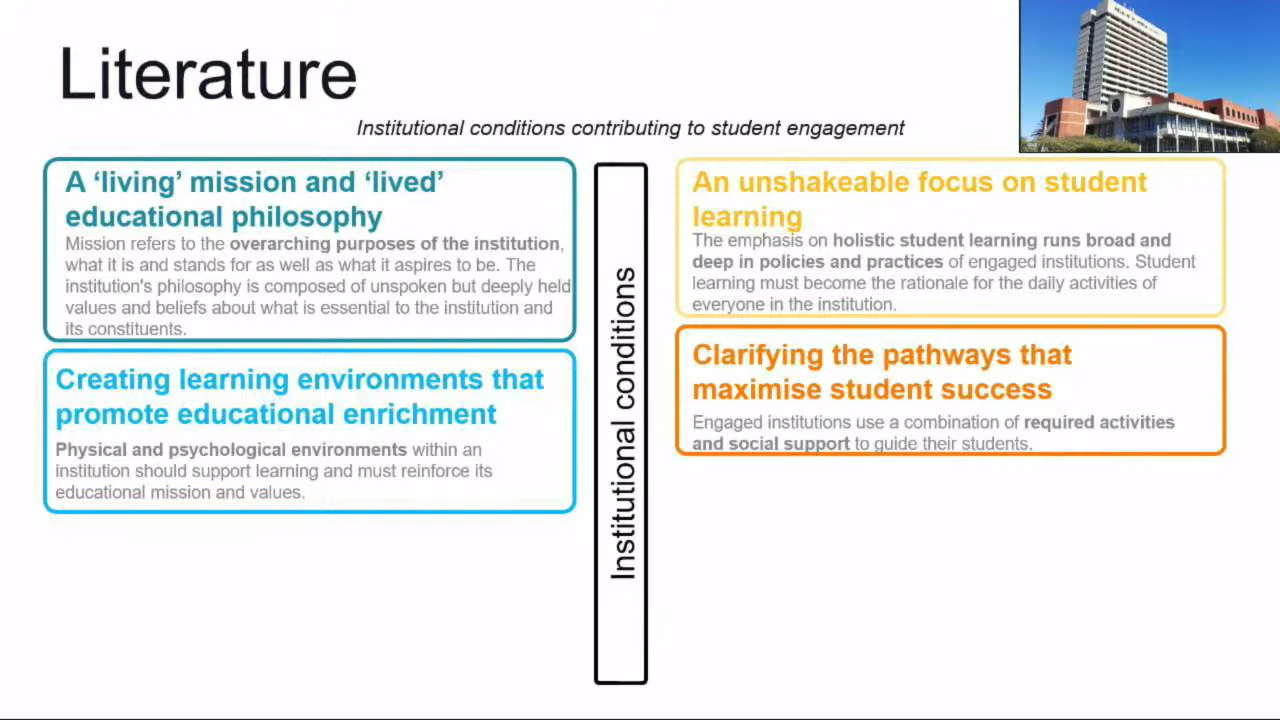 Literature
Institutional conditions contributing to student engagement
A ‘living’ mission and ‘lived’
educational philosophy
Mission refers to the overarching purposes of the institution,
what it is and stands for as well as what it aspires to be. The
institution's philosophy is composed of unspoken but deeply held
values and beliefs about what is essential to the institution and
its constituents.
Creating learning environments that
promote educational enrichment
Physical and psychological environments within an
institution should support learning and must reinforce its
educational mission and values.
Institutional conditions
An unshakeable focus on student
learning
The emphasis on holistic student learning runs broad and
deep in policies and practices of engaged institutions. Student
learning must become the rationale for the daily activities of
everyone in the institution.
Clarifying the pathways that
maximise student success
Engaged institutions use a combination of required activities
and social support to guide their students.